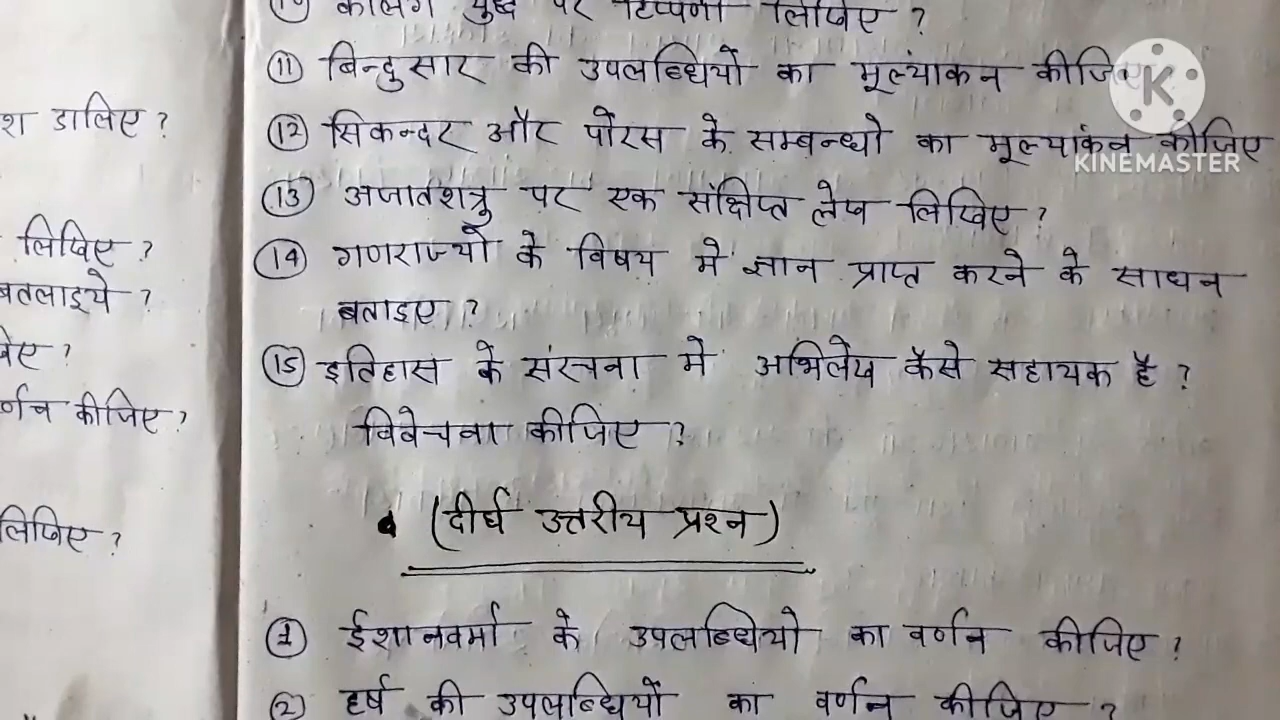 श डालिए ?
लिखिए ?
बतलाइये ?
र्णन कीजिए ?
लिखिए ?
कलिंग युद्ध पर टिप्पणी लिखिए ?
11 बिन्दुसार की उपलब्धियों का मूल्यांकन कीजिए
12 सिकन्दर और पोरस के सम्बन्धो का मूल्यांकन कीजिए
13 अजातशत्रु पर एक संक्षिप्त लेख लिखिए ?
14 गणराज्यों के विषय में ज्ञान प्राप्त करने के साधन
बताइए ?
15 इतिहास के संरचना में अभिलेख कैसे सहायक है ?
विवेचना कीजिए ?
(दीर्घ उत्तरीय प्रश्न)
1 ईशानवर्मा के उपलब्धियो का वर्णन कीजिए ?
2 हर्ष की उपलब्धियों का वर्णन कीजिए ?
K
KINEMASTER